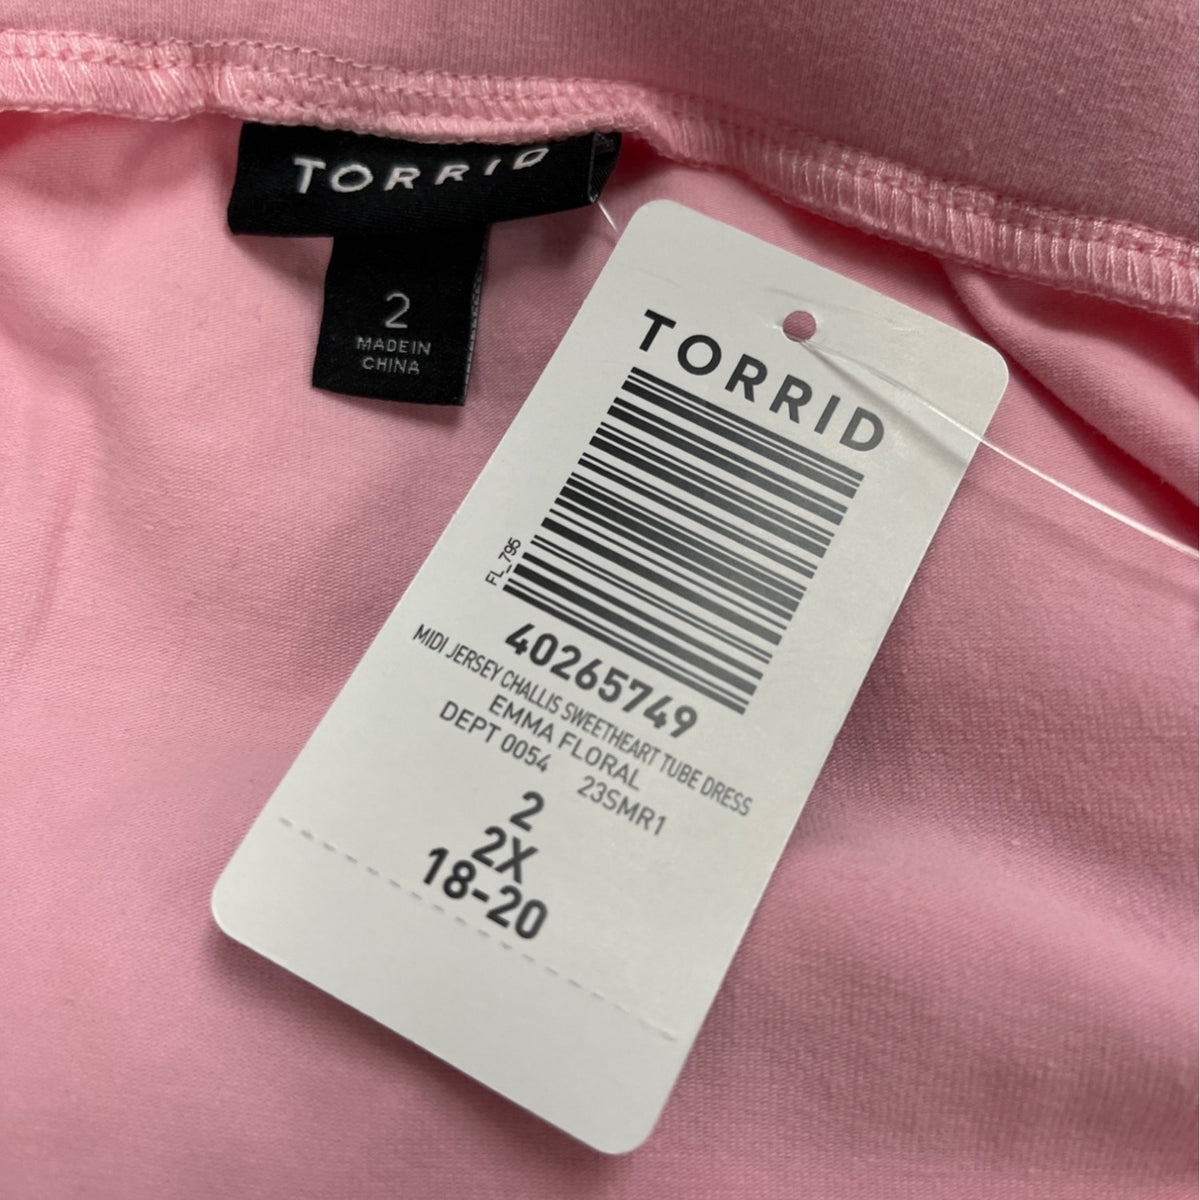 TORRID
2
MADE IN
CHINA
TORRID
FL_795
40265749
MIDI JERSEY CHALLIS SWEETHEART TUBE DRESS
EMMA FLORAL
DEPT 0054 23SMR1
2
2X
18-20